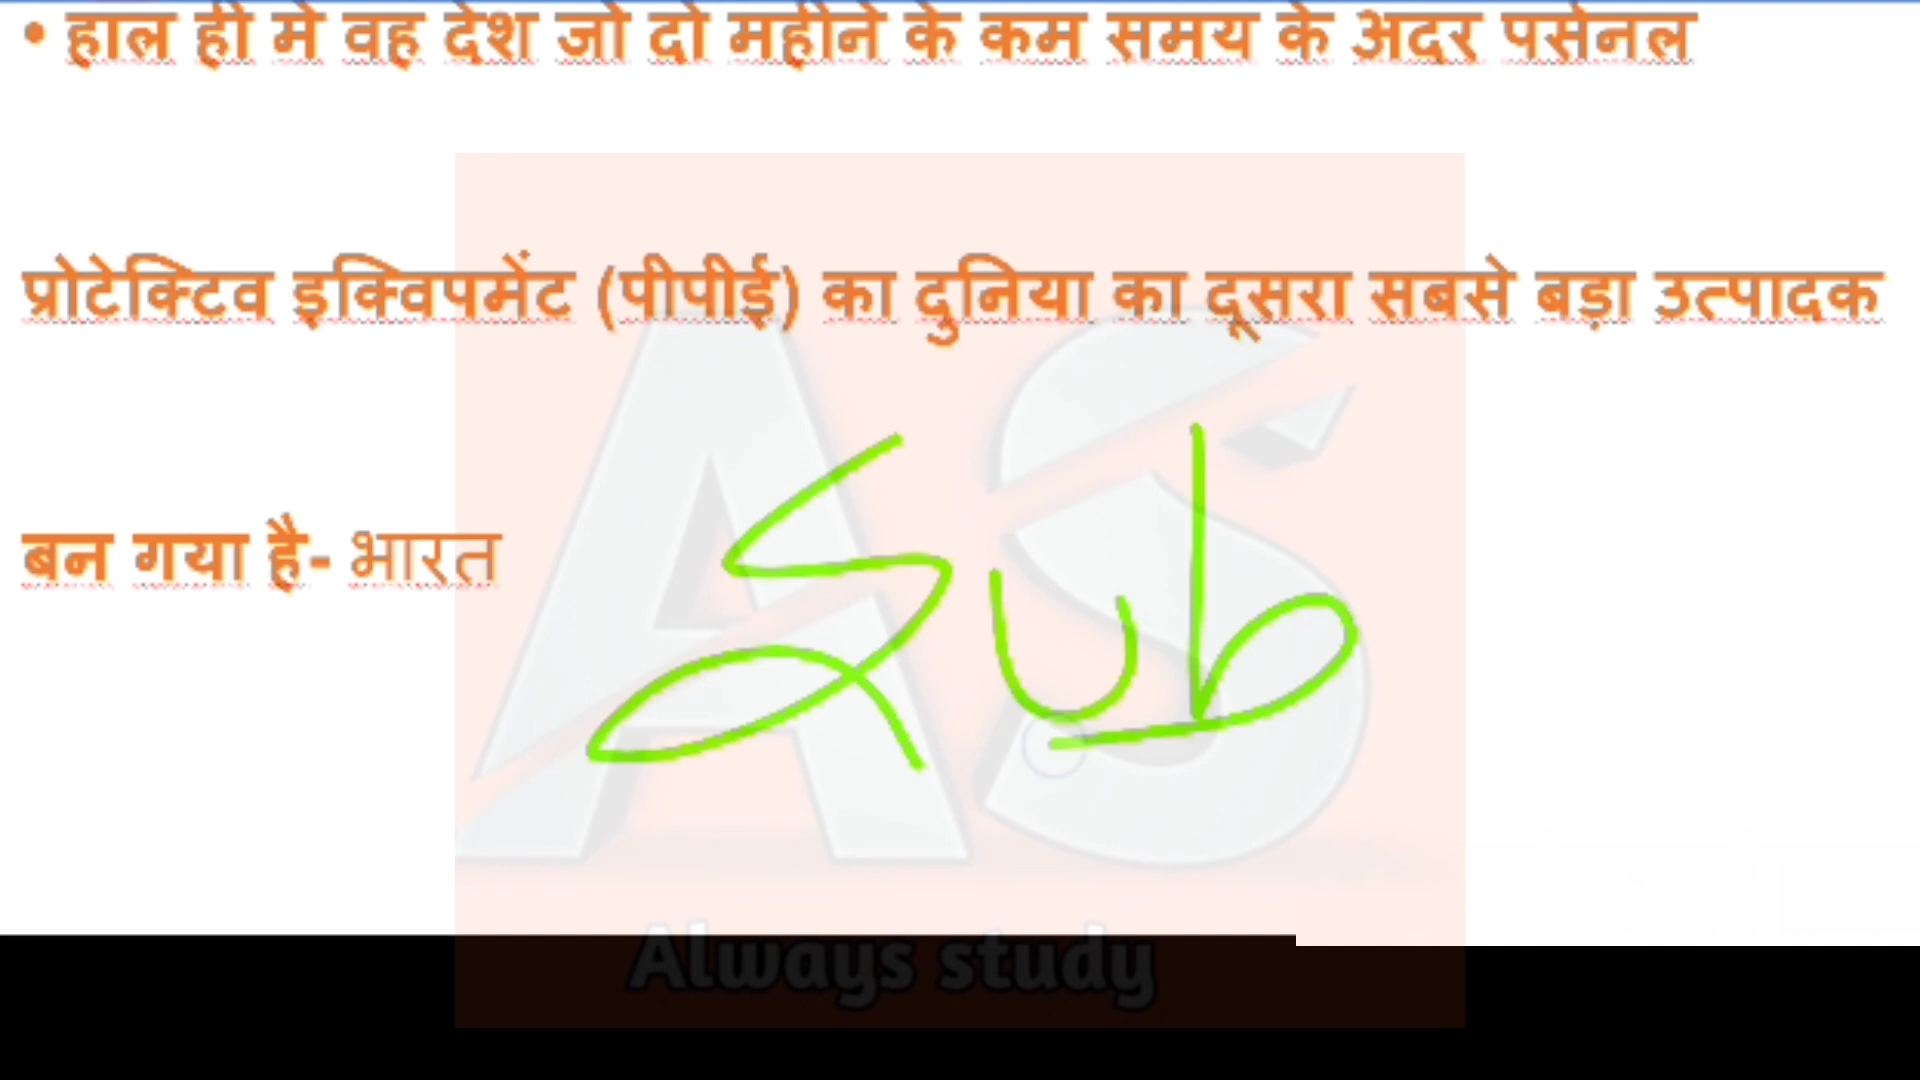 • हाल ही में वह देश जो दो महीने के कम समय के अंदर पर्सनल
प्रोटेक्टिव इक्विपमेंट (पीपीई) का दुनिया का दूसरा सबसे बड़ा उत्पादक
बन गया है- भारत
AS
Sub
Always study